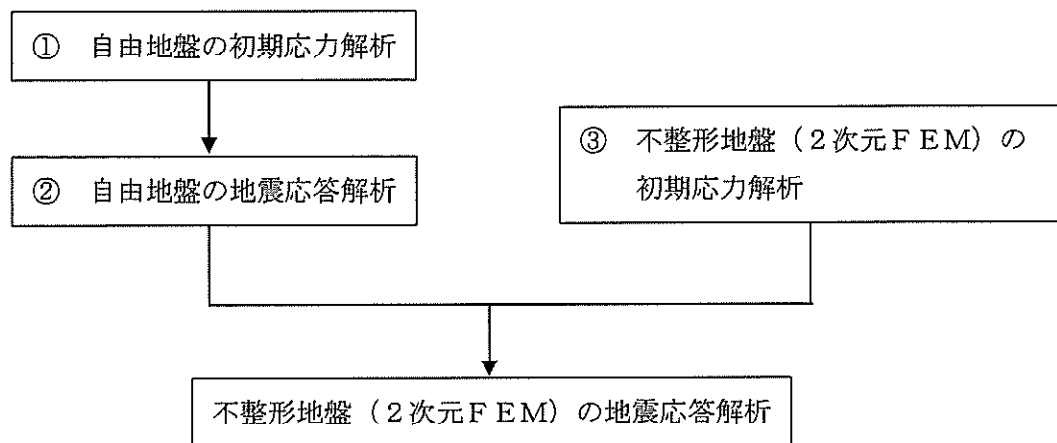 ① 自由地盤の初期応力解析
② 自由地盤の地震応答解析
③ 不整形地盤（２次元ＦＥＭ）の
初期応力解析
不整形地盤（２次元ＦＥＭ）の地震応答解析